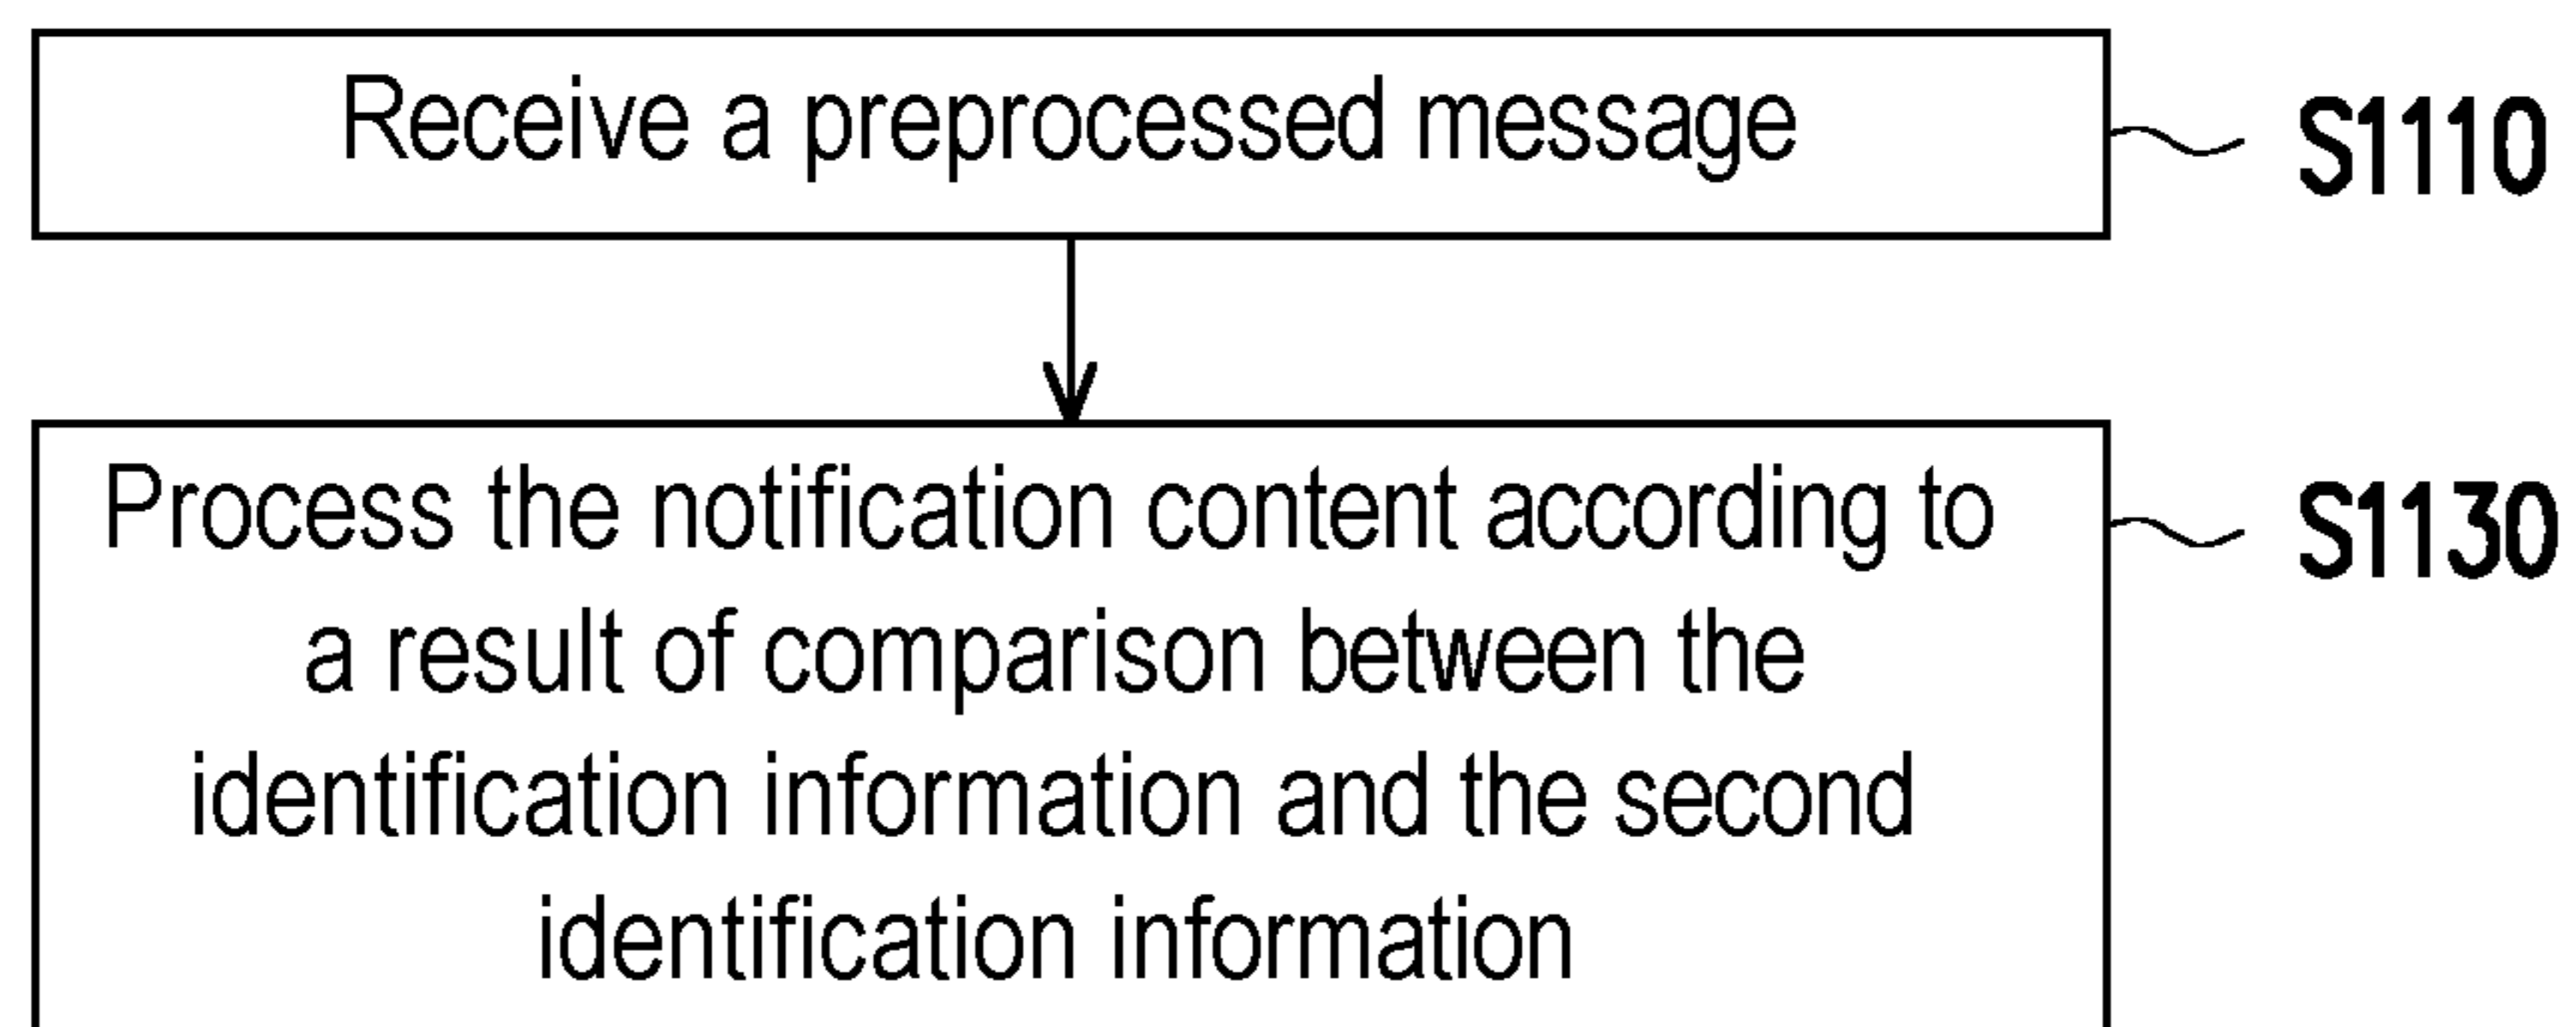 Receive a preprocessed message
S1110
Process the notification content according to
S1130
a result of comparison between the
identification information and the second
identification information